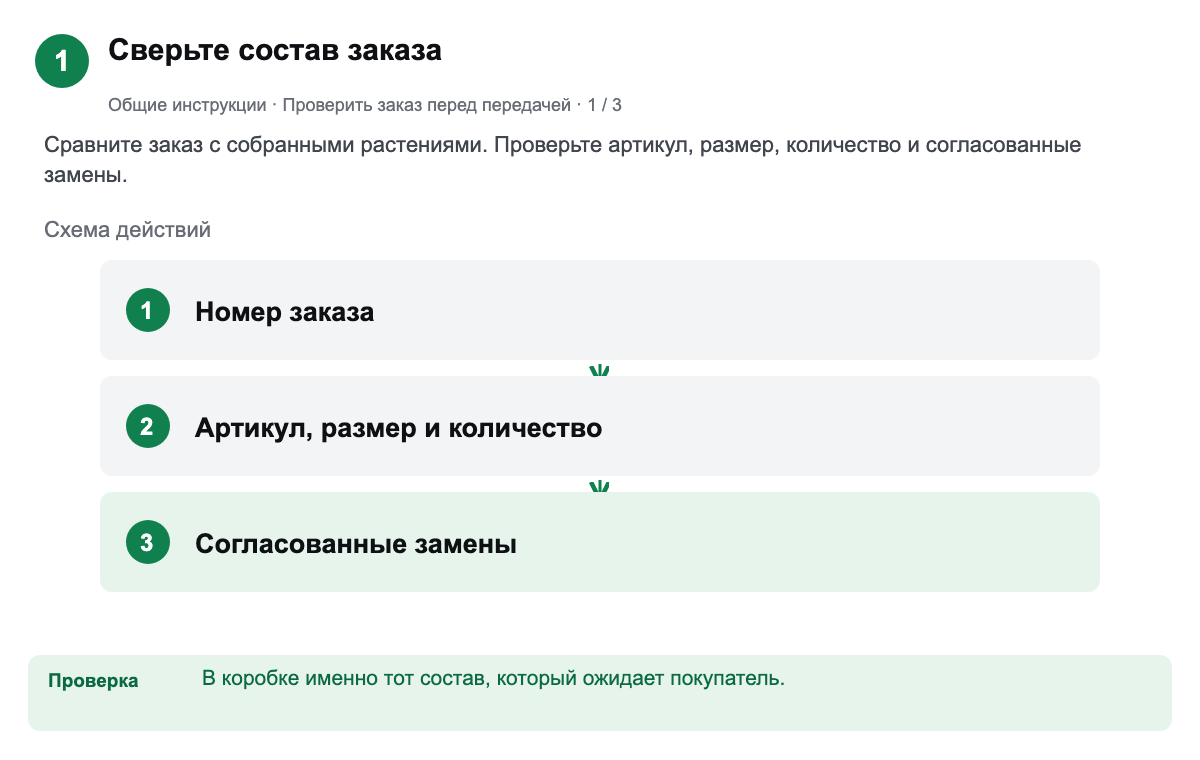 1
Сверьте состав заказа
Общие инструкции · Проверить заказ перед передачей · 1 / 3
Сравните заказ с собранными растениями. Проверьте артикул, размер, количество и согласованные
замены.
Схема действий
1 Номер заказа
2 Артикул, размер и количество
3 Согласованные замены
Проверка В коробке именно тот состав, который ожидает покупатель.